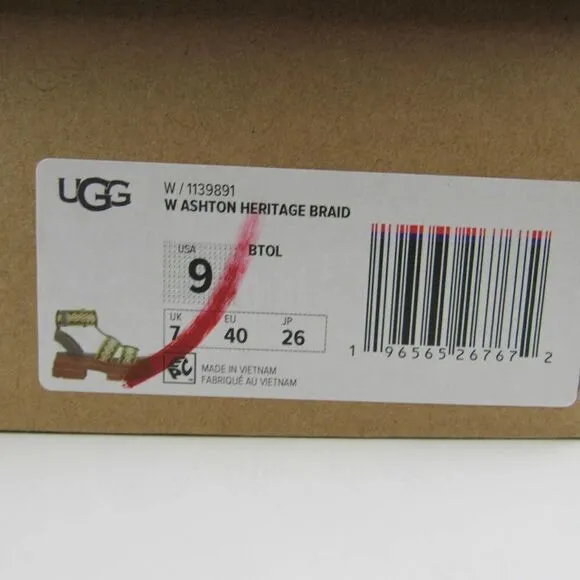 UGG
W / 1139891
W ASHTON HERITAGE BRAID
USA
9
BTOL
UK EU JP
7 40 26
MADE IN VIETNAM
FABRIQUÉ AU VIETNAM
1 96565 26767 2